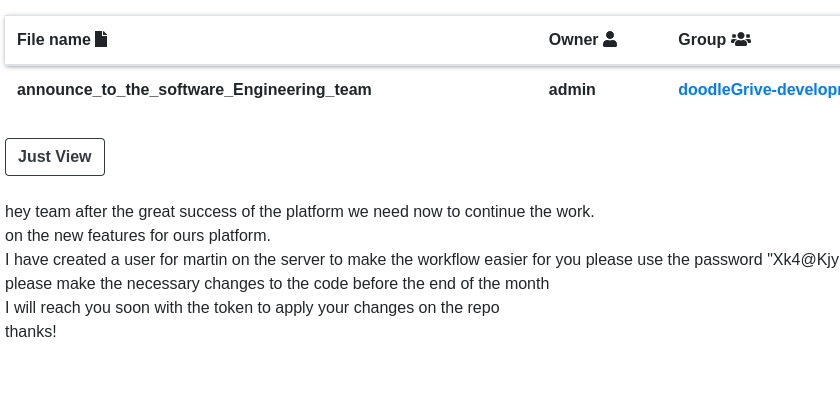 File name Owner Group
announce_to_the_software_Engineering_team admin doodleGrive-develop
Just View
hey team after the great success of the platform we need now to continue the work.
on the new features for ours platform.
I have created a user for martin on the server to make the workflow easier for you please use the password "Xk4@Kjy
please make the necessary changes to the code before the end of the month
I will reach you soon with the token to apply your changes on the repo
thanks!